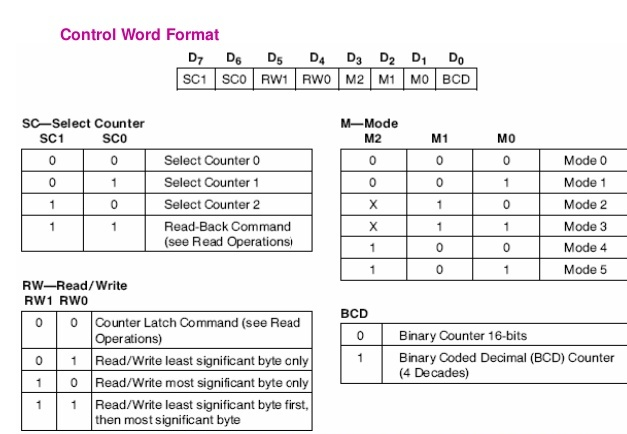 Control Word Format
D7 D6 D5 D4 D3 D2 D1 D0
SC1 SC0 RW1 RW0 M2 M1 M0 BCD
SC—Select Counter
SC1 SC0
0 0 Select Counter 0
0 1 Select Counter 1
1 0 Select Counter 2
1 1 Read-Back Command
(see Read Operations)
RW—Read/Write
RW1 RW0
0 0 Counter Latch Command (see Read
Operations)
0 1 Read/Write least significant byte only
1 0 Read/Write most significant byte only
1 1 Read/Write least significant byte first,
then most significant byte
M—Mode
M2 M1 M0
0 0 0 Mode 0
0 0 1 Mode 1
X 1 0 Mode 2
X 1 1 Mode 3
1 0 0 Mode 4
1 0 1 Mode 5
BCD
0 Binary Counter 16-bits
1 Binary Coded Decimal (BCD) Counter
(4 Decades)